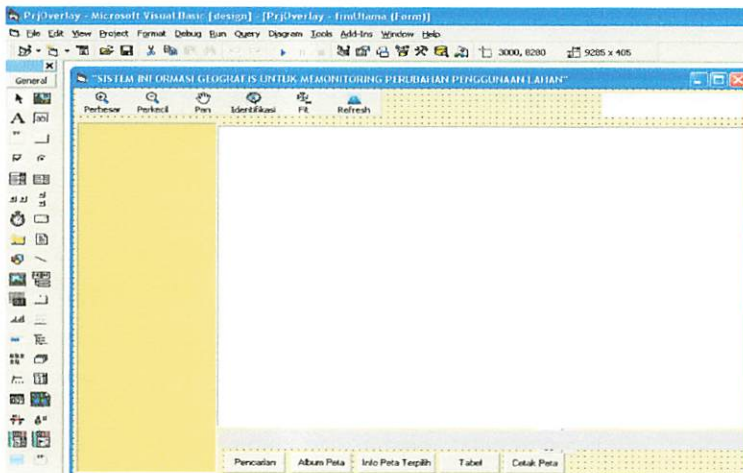 PrjOverlay - Microsoft Visual Basic [design] - [PrjOverlay - frmUtama (Form)]
File Edit View Project Format Debug Run Query Diagram Tools Add-Ins Window Help
3000, 8280 9285 x 405
General
"SISTEM INFORMASI GEOGRAFIS UNTUK MEMONITORING PERUBAHAN PENGGUNAAN LAHAN"
Perbesar Perkecil Pan Identifikasi Fit Refresh
Pencarian Album Peta Info Peta Terpilih Tabel Cetak Peta